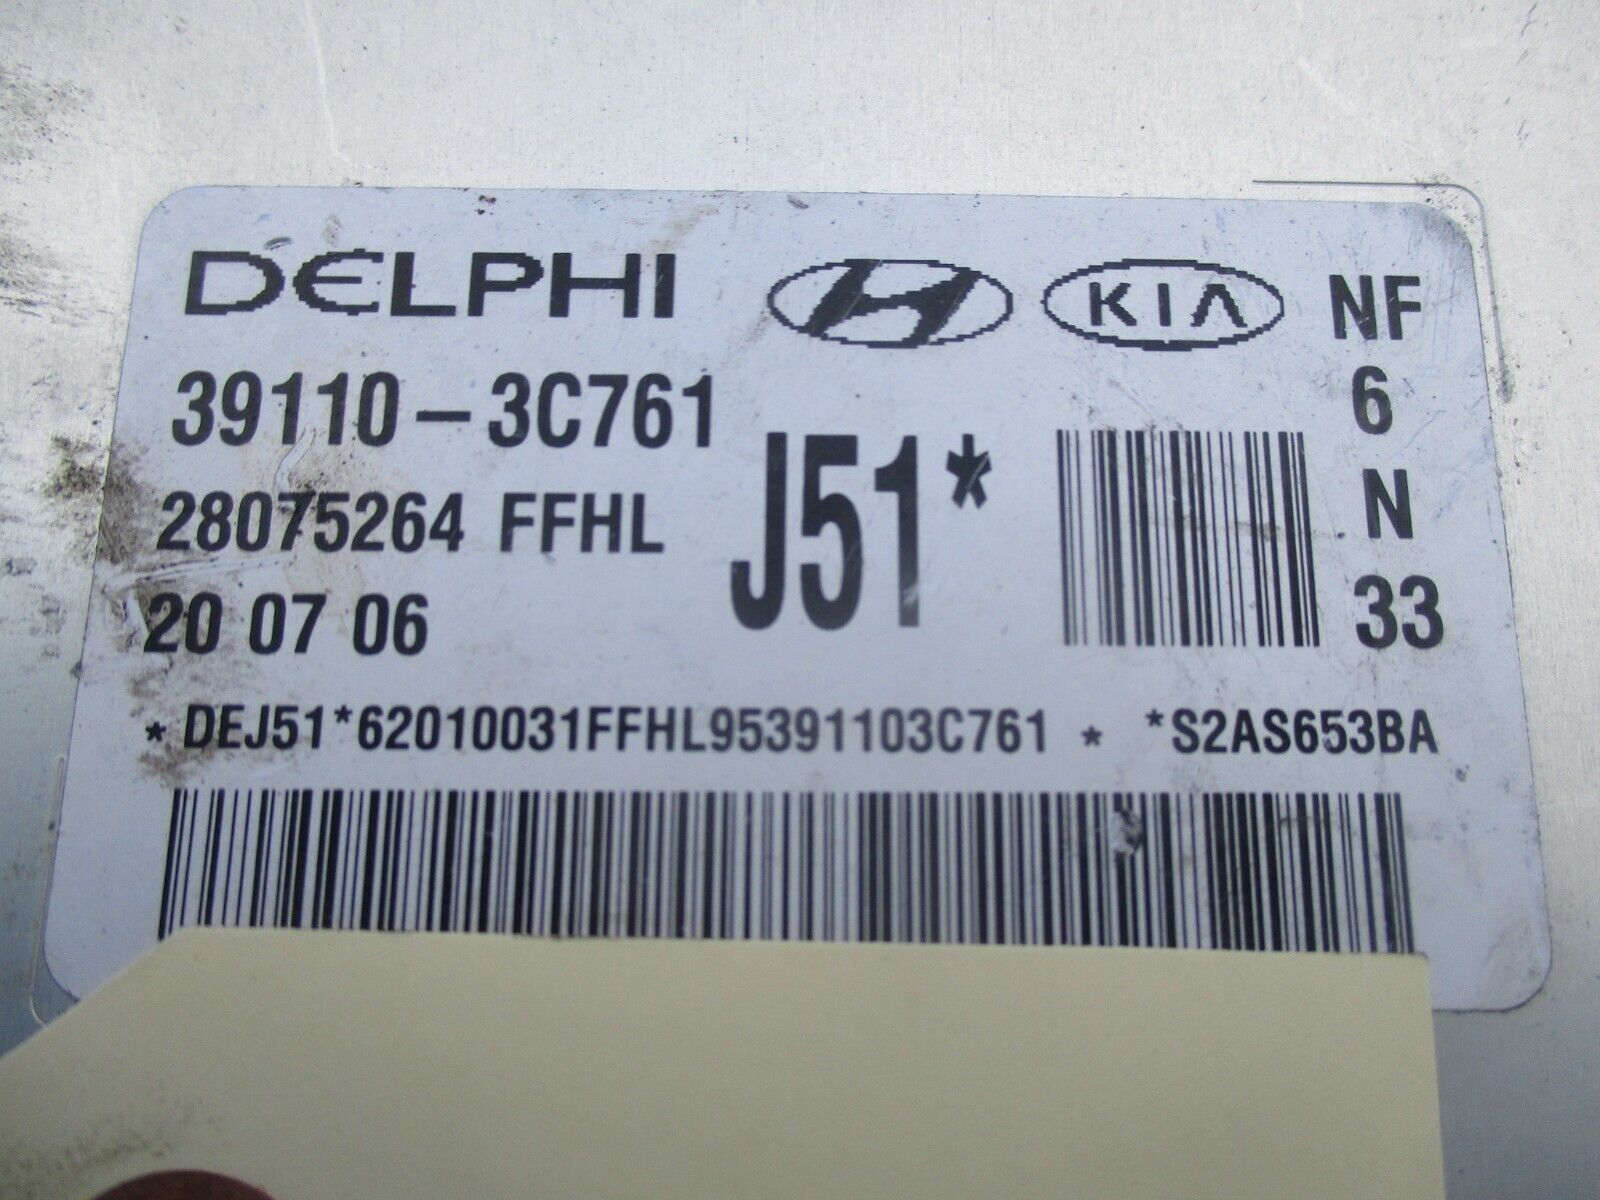 DELPHI KIA NF
39110-3C761 6
J51*
28075264 FFHL N
20 07 06 33
* DEJ51*62010031FFHL95391103C761 * *S2AS653BA